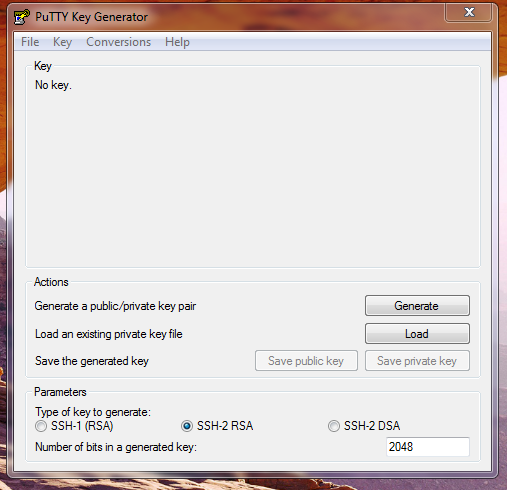 PuTTY Key Generator
File Key Conversions Help
Key
No key.
Actions
Generate a public/private key pair Generate
Load an existing private key file Load
Save the generated key Save public key Save private key
Parameters
Type of key to generate:
SSH-1 (RSA) SSH-2 RSA SSH-2 DSA
Number of bits in a generated key: 2048